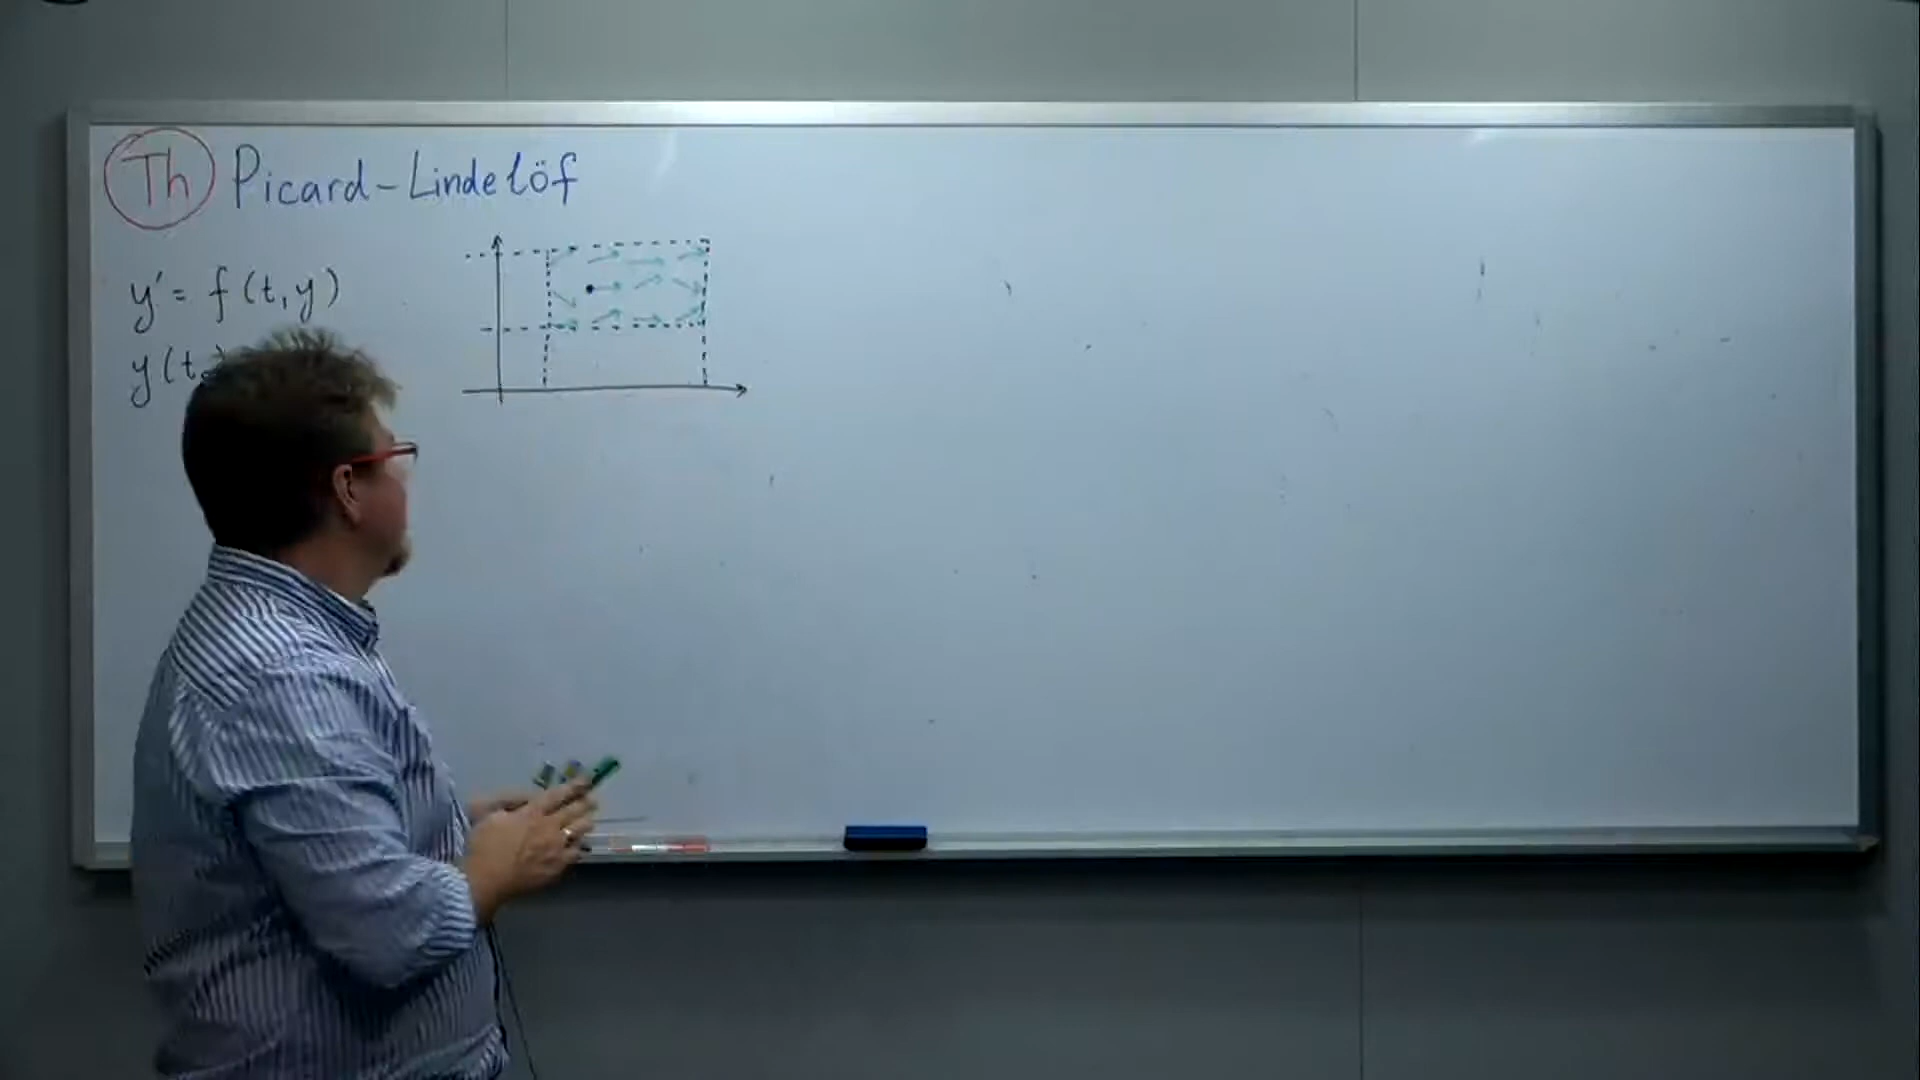 Th Picard-Lindelöf
y' = f(t,y)
y(t